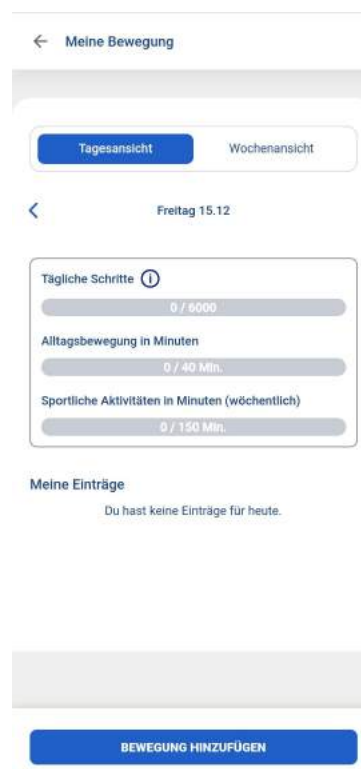 Meine Bewegung
Tagesansicht Wochenansicht
Freitag 15.12
Tägliche Schritte
0 / 6000
Alltagsbewegung in Minuten
0 / 40 Min.
Sportliche Aktivitäten in Minuten (wöchentlich)
0 / 150 Min.
Meine Einträge
Du hast keine Einträge für heute.
BEWEGUNG HINZUFÜGEN